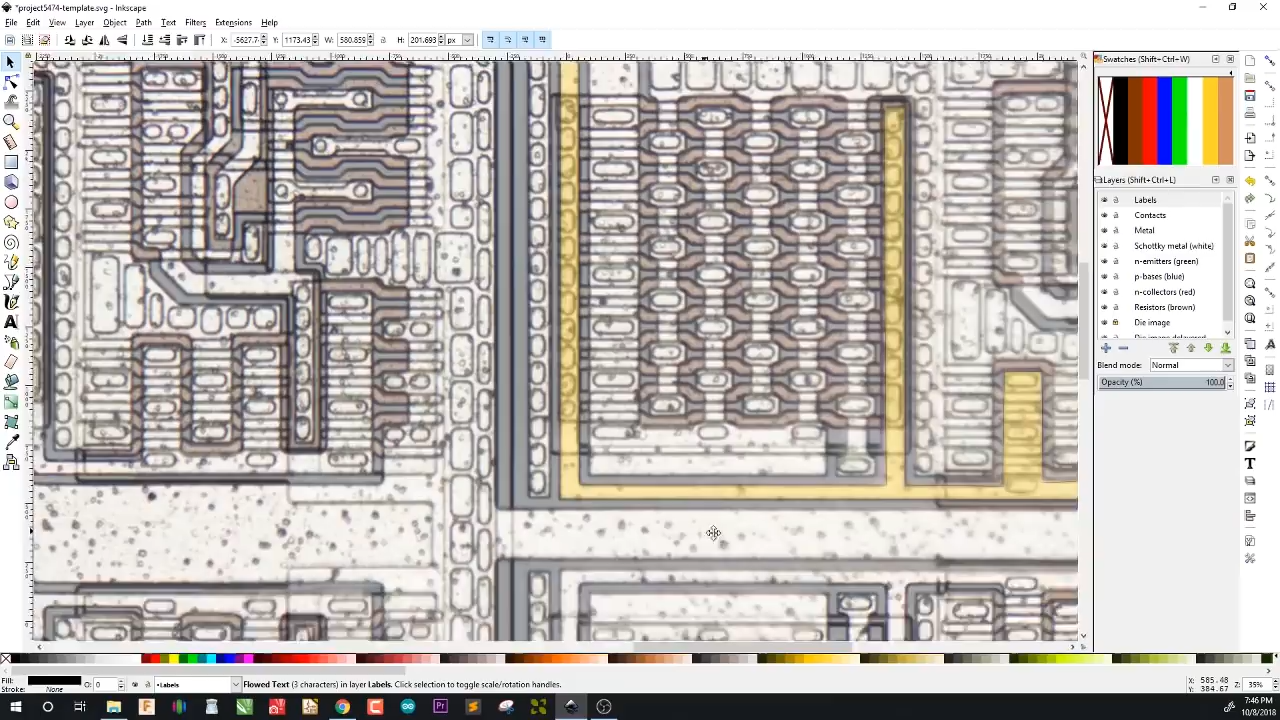 *project5474-template.svg - Inkscape
File Edit View Layer Object Path Text Filters Extensions Help
X: -5627.7 Y: 1173.43 W: 580.859 H: 201.693 px
Swatches (Shift+Ctrl+W)
Layers (Shift+Ctrl+L)
Labels
Contacts
Metal
Schottky metal (white)
n-emitters (green)
p-bases (blue)
n-collectors (red)
Resistors (brown)
Die image
Blend mode: Normal
Opacity (%) 100.0
Fill:
Stroke: None
O: 0
•Labels
Flowed Text (3 characters) in layer Labels. Click selection to toggle scale/rotation handles.
X: 585.48
Y: 384.67
Z: 35%
7:46 PM
10/8/2018